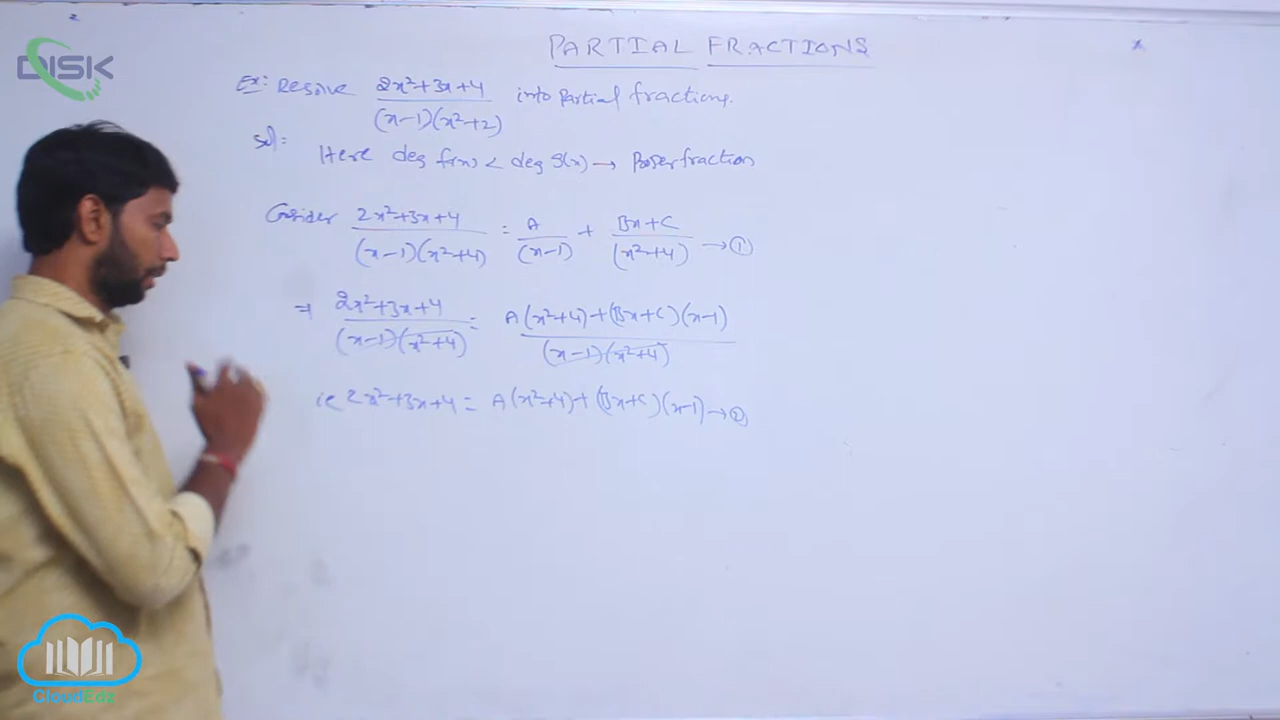 DISK
PARTIAL FRACTIONS
Ex:- Resolve (2x²+3x+4)/((x-1)(x²+2)) into Partial fractions.
Sol:-
Here deg f(x) < deg g(x) → Proper fraction
Consider (2x²+3x+4)/((x-1)(x²+4)) = A/(x-1) + (Bx+C)/(x²+4) → ①
⇒ (2x²+3x+4)/((x-1)(x²+4)) = (A(x²+4)+(Bx+C)(x-1))/((x-1)(x²+4))
ie 2x²+3x+4 = A(x²+4)+(Bx+C)(x-1) → ②
CloudEdz